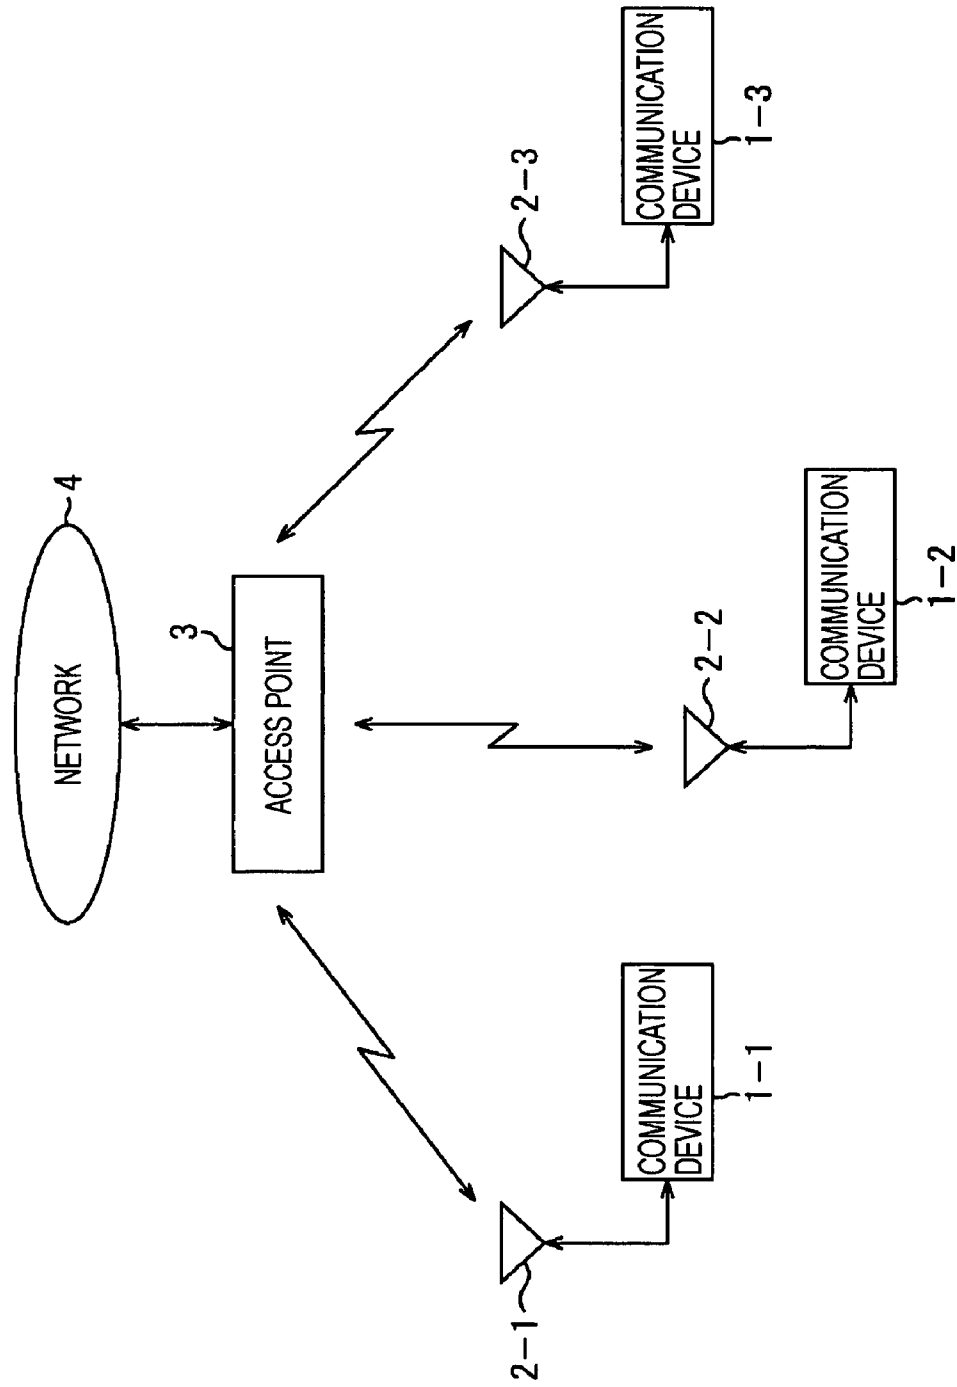 NETWORK
4
3
ACCESS POINT
2-1
COMMUNICATION
DEVICE
1-1
2-2
COMMUNICATION
DEVICE
1-2
2-3
COMMUNICATION
DEVICE
1-3